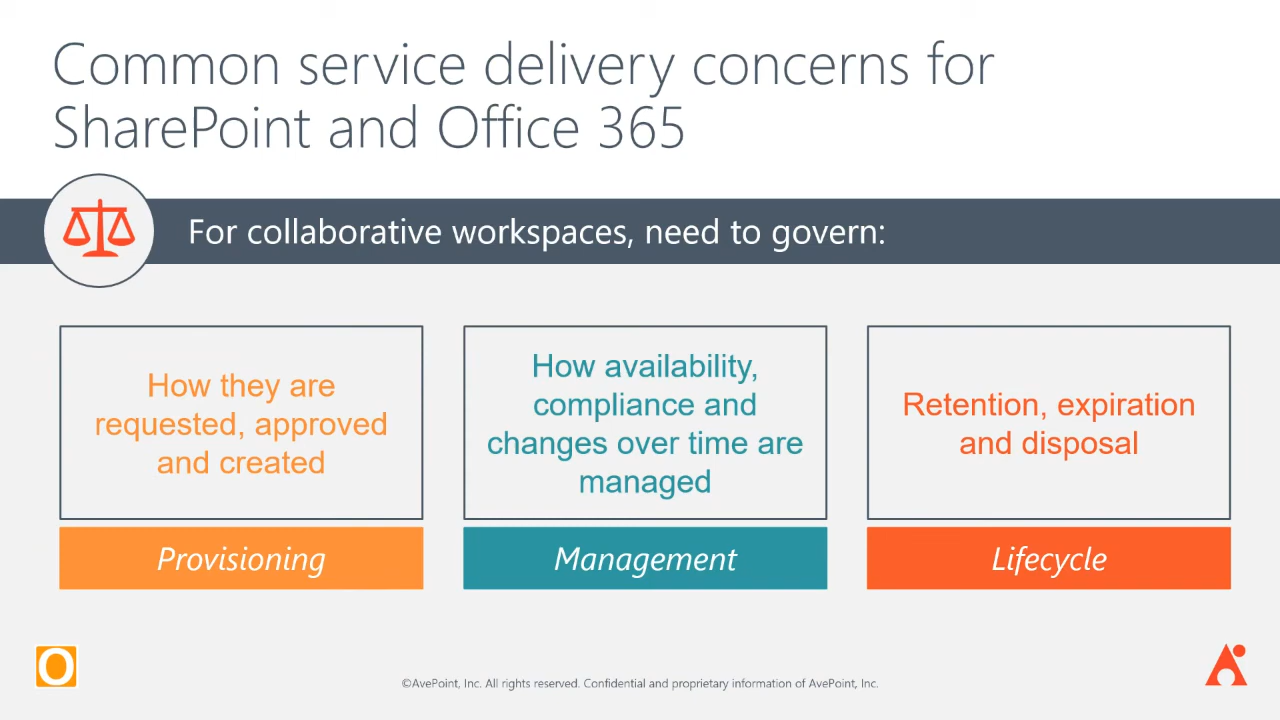 Common service delivery concerns for
SharePoint and Office 365
For collaborative workspaces, need to govern:
How they are
requested, approved
and created
Provisioning
How availability,
compliance and
changes over time are
managed
Management
Retention, expiration
and disposal
Lifecycle
O
©AvePoint, Inc. All rights reserved. Confidential and proprietary information of AvePoint, Inc.